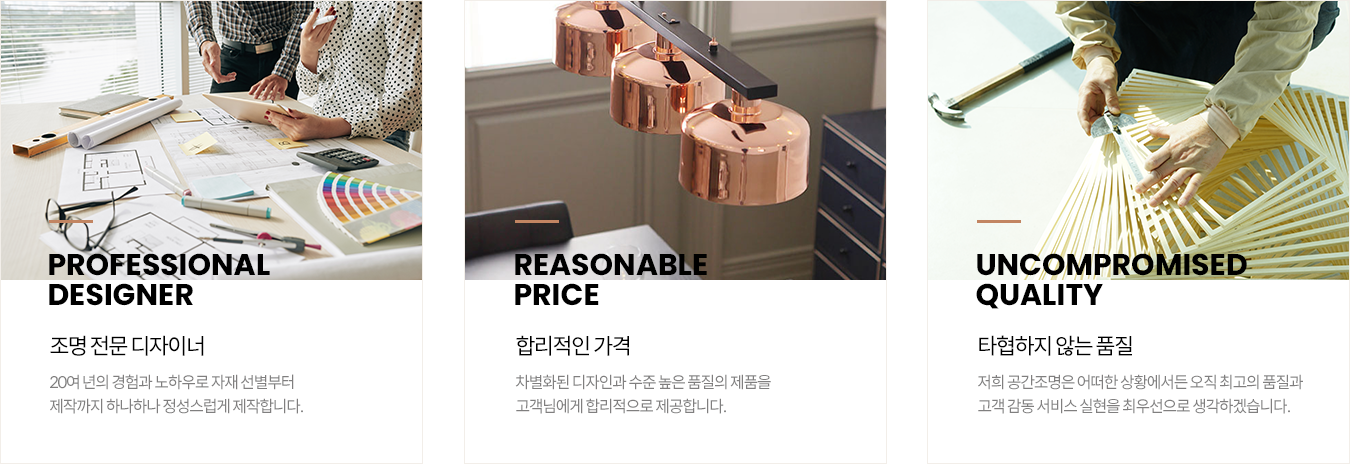 PROFESSIONAL
DESIGNER
조명 전문 디자이너
20여 년의 경험과 노하우로 자재 선별부터
제작까지 하나하나 정성스럽게 제작합니다.
REASONABLE
PRICE
합리적인 가격
차별화된 디자인과 수준 높은 품질의 제품을
고객님에게 합리적으로 제공합니다.
UNCOMPROMISED
QUALITY
타협하지 않는 품질
저희 공간조명은 어떠한 상황에서든 오직 최고의 품질과
고객 감동 서비스 실현을 최우선으로 생각하겠습니다.